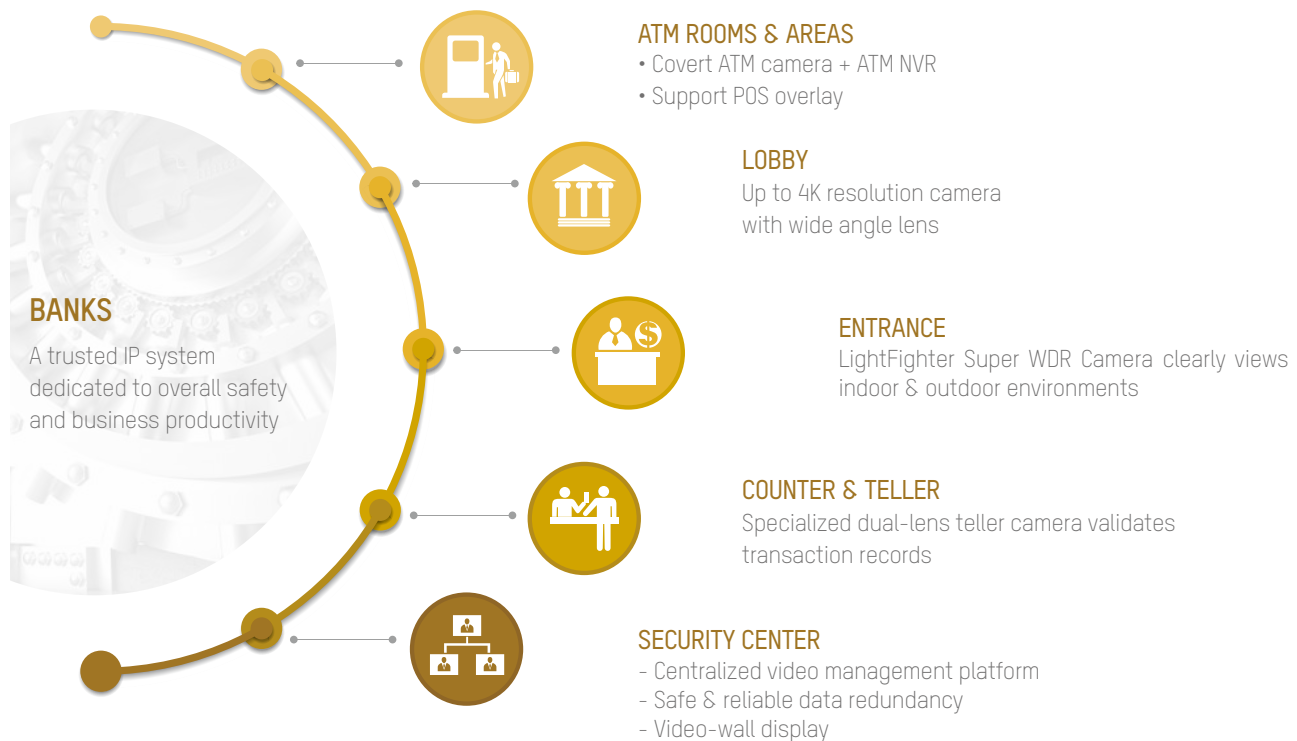 BANKS
A trusted IP system
dedicated to overall safety
and business productivity
ATM ROOMS & AREAS
• Covert ATM camera + ATM NVR
• Support POS overlay
LOBBY
Up to 4K resolution camera
with wide angle lens
ENTRANCE
LightFighter Super WDR Camera clearly views
indoor & outdoor environments
COUNTER & TELLER
Specialized dual-lens teller camera validates
transaction records
SECURITY CENTER
- Centralized video management platform
- Safe & reliable data redundancy
- Video-wall display